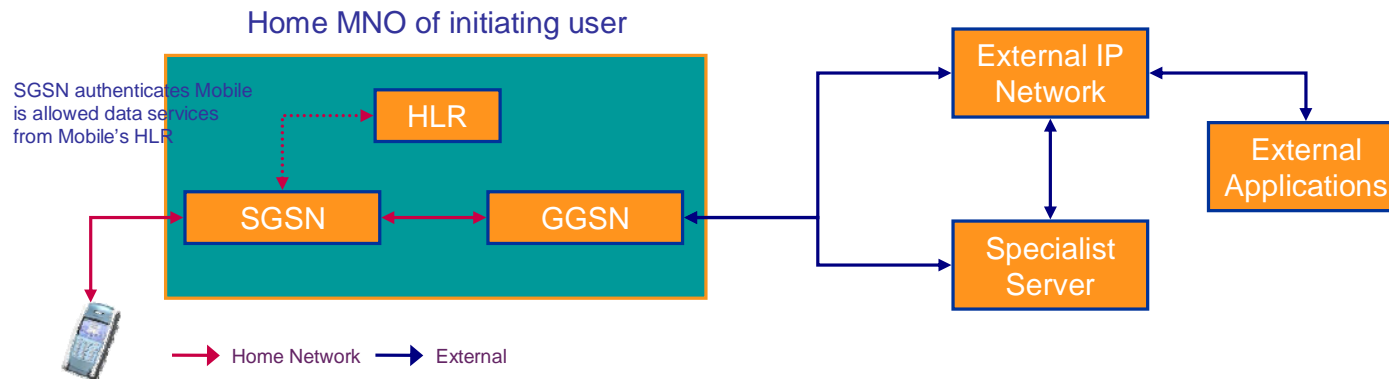 Home MNO of initiating user
SGSN authenticates Mobile
is allowed data services
from Mobile's HLR
HLR
SGSN
GGSN
External IP
Network
External
Applications
Specialist
Server
Home Network
External